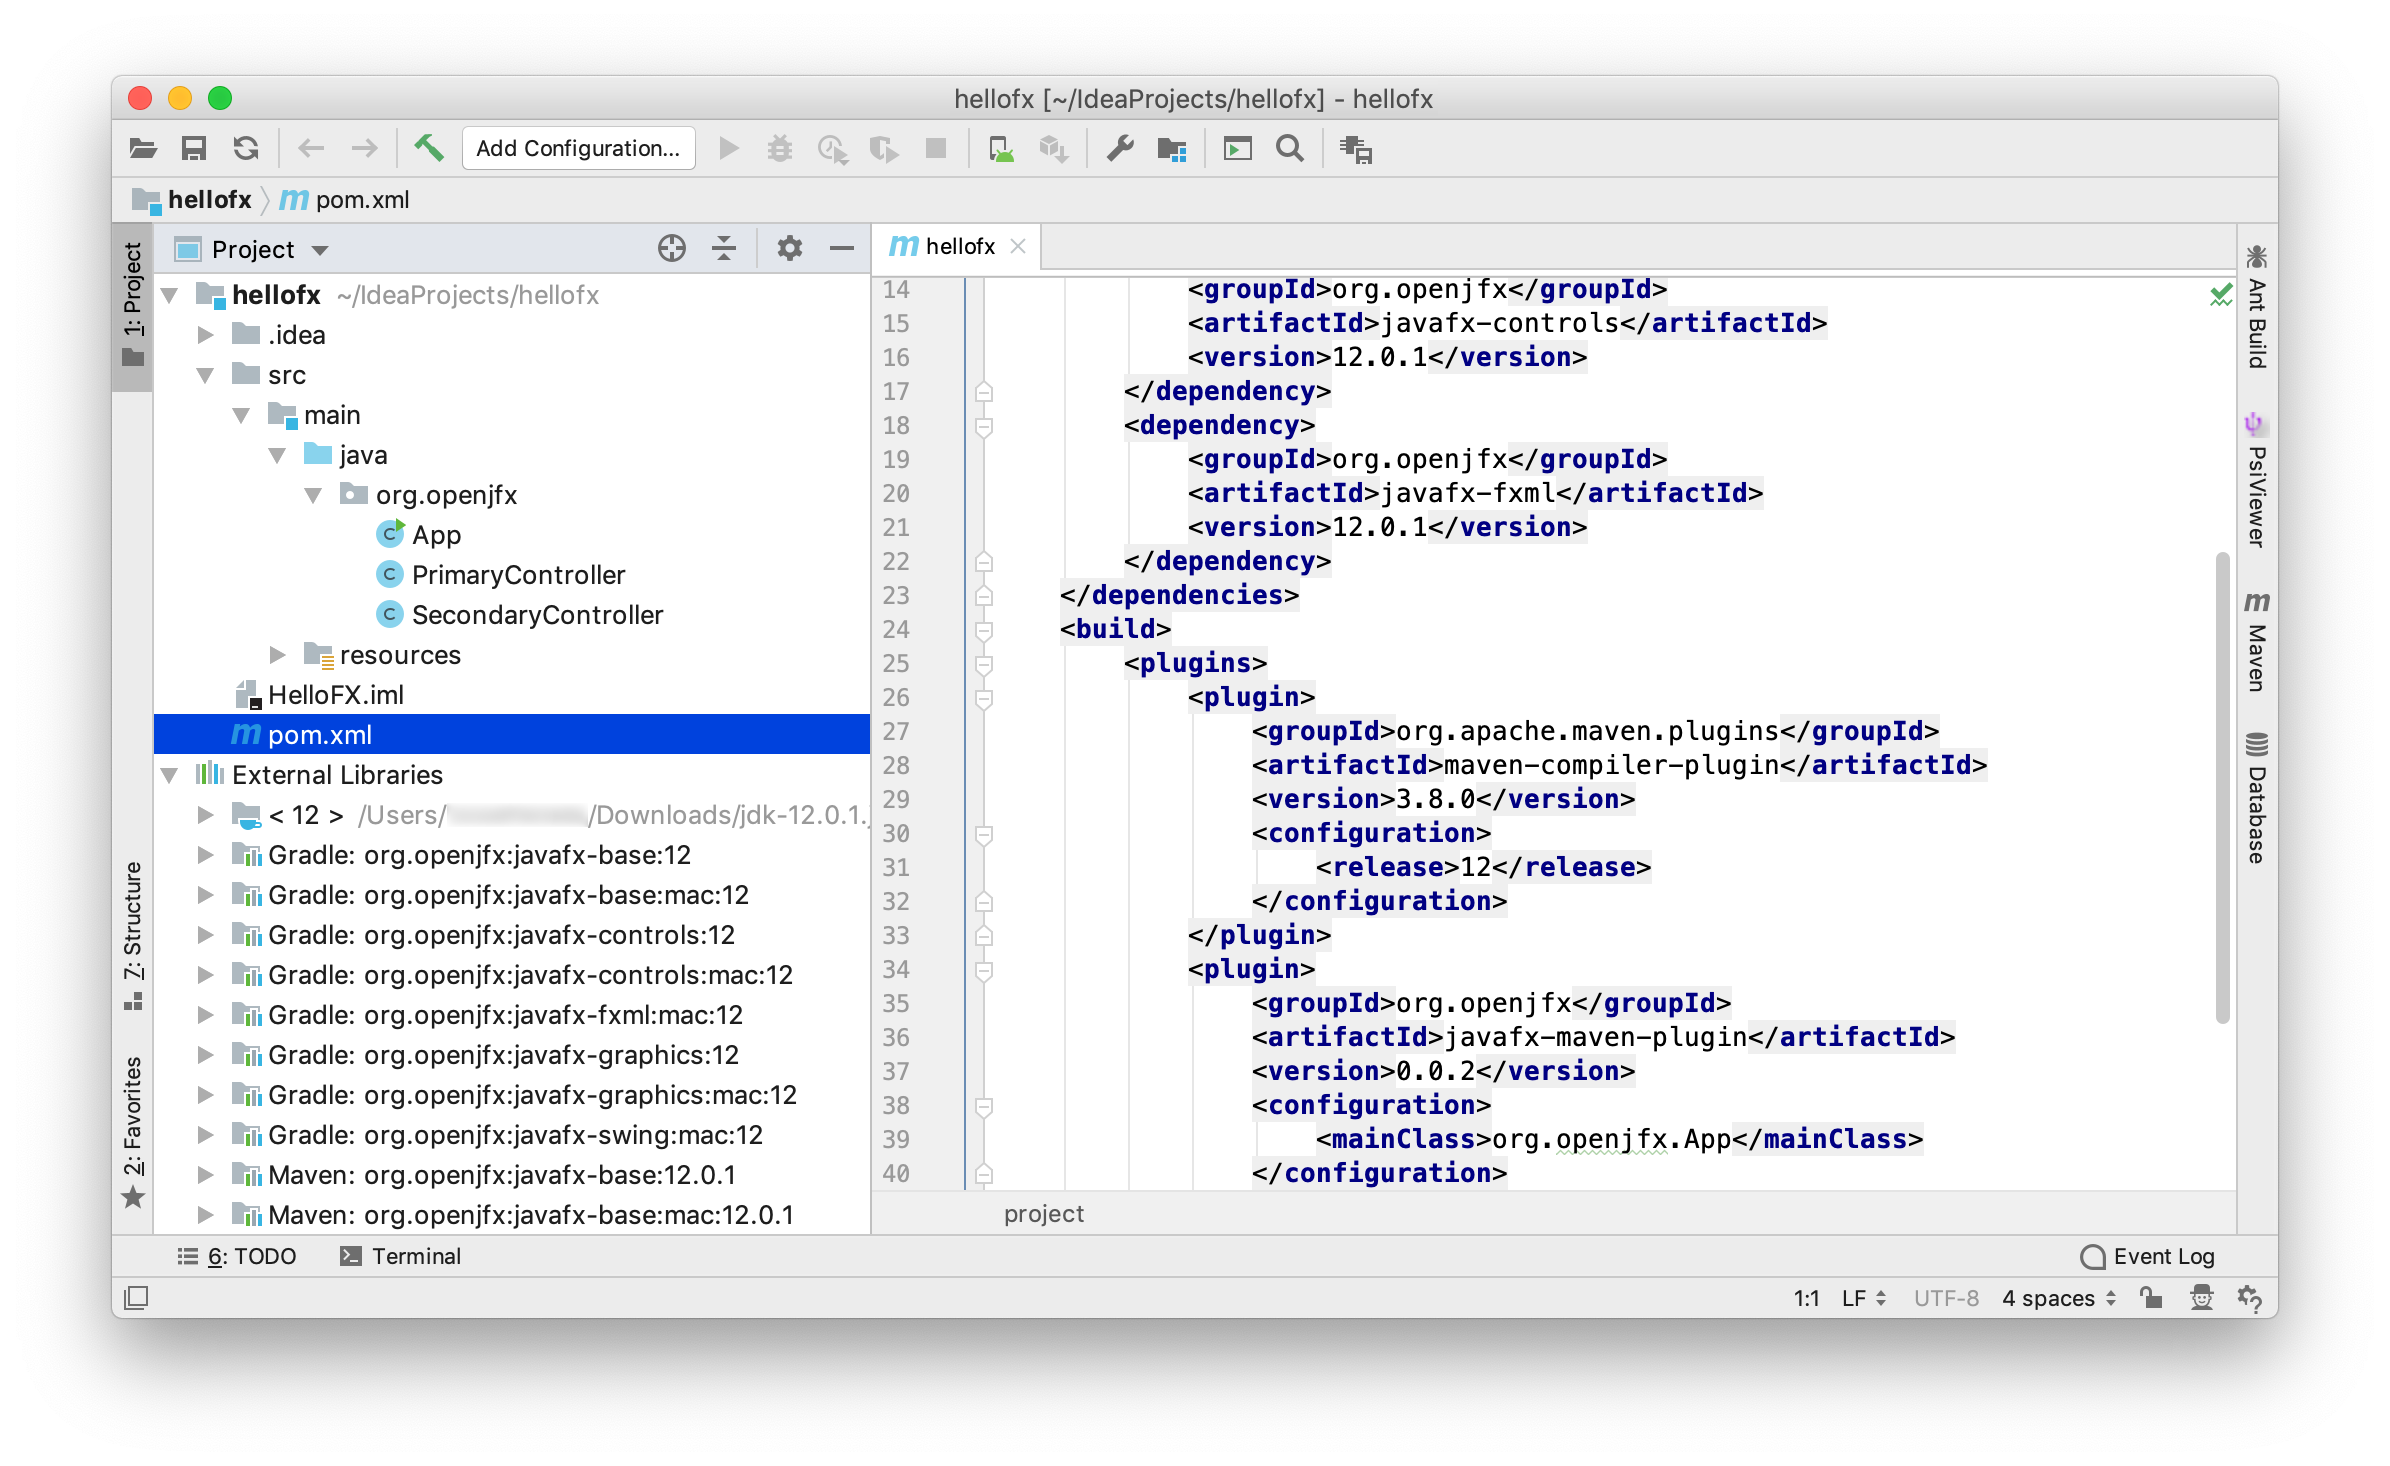 hellofx [~/IdeaProjects/hellofx] - hellofx
Add Configuration...
hellofx
pom.xml
1: Project
7: Structure
2: Favorites
Project
hellofx ~/IdeaProjects/hellofx
.idea
src
main
java
org.openjfx
App
PrimaryController
SecondaryController
resources
HelloFX.iml
pom.xml
External Libraries
< 12 > /Users/ /Downloads/jdk-12.0.1.
Gradle: org.openjfx:javafx-base:12
Gradle: org.openjfx:javafx-base:mac:12
Gradle: org.openjfx:javafx-controls:12
Gradle: org.openjfx:javafx-controls:mac:12
Gradle: org.openjfx:javafx-fxml:mac:12
Gradle: org.openjfx:javafx-graphics:12
Gradle: org.openjfx:javafx-graphics:mac:12
Gradle: org.openjfx:javafx-swing:mac:12
Maven: org.openjfx:javafx-base:12.0.1
Maven: org.openjfx:javafx-base:mac:12.0.1
hellofx
14 <groupId>org.openjfx</groupId>
15 <artifactId>javafx-controls</artifactId>
16 <version>12.0.1</version>
17 </dependency>
18 <dependency>
19 <groupId>org.openjfx</groupId>
20 <artifactId>javafx-fxml</artifactId>
21 <version>12.0.1</version>
22 </dependency>
23 </dependencies>
24 <build>
25 <plugins>
26 <plugin>
27 <groupId>org.apache.maven.plugins</groupId>
28 <artifactId>maven-compiler-plugin</artifactId>
29 <version>3.8.0</version>
30 <configuration>
31 <release>12</release>
32 </configuration>
33 </plugin>
34 <plugin>
35 <groupId>org.openjfx</groupId>
36 <artifactId>javafx-maven-plugin</artifactId>
37 <version>0.0.2</version>
38 <configuration>
39 <mainClass>org.openjfx.App</mainClass>
40 </configuration>
project
Ant Build
PsiViewer
Maven
Database
6: TODO
Terminal
Event Log
1:1
LF
UTF-8
4 spaces